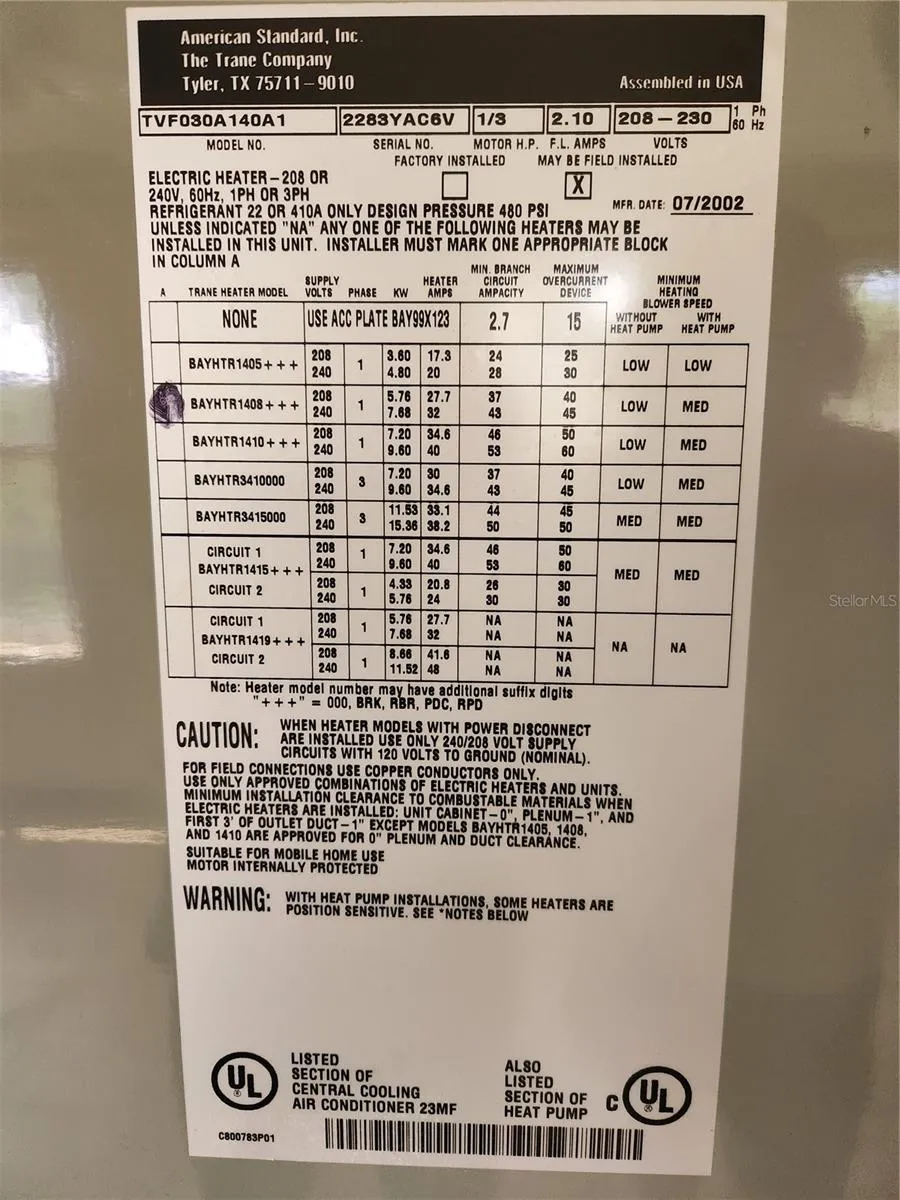 American Standard, Inc.
The Trane Company
Tyler, TX 75711-9010 Assembled in USA
TVF030A140A1 2283YAC6V 1/3 2.10 208-230 1 Ph 60 Hz
MODEL NO. SERIAL NO. MOTOR H.P. F.L. AMPS VOLTS
FACTORY INSTALLED MAY BE FIELD INSTALLED
ELECTRIC HEATER-208 OR
240V, 60Hz, 1PH OR 3PH X MFR. DATE: 07/2002
REFRIGERANT 22 OR 410A ONLY DESIGN PRESSURE 480 PSI
UNLESS INDICATED "NA" ANY ONE OF THE FOLLOWING HEATERS MAY BE
INSTALLED IN THIS UNIT. INSTALLER MUST MARK ONE APPROPRIATE BLOCK
IN COLUMN A
A TRANE HEATER MODEL SUPPLY VOLTS PHASE KW HEATER AMPS MIN. BRANCH CIRCUIT AMPACITY MAXIMUM OVERCURRENT DEVICE MINIMUM HEATING BLOWER SPEED WITHOUT HEAT PUMP WITH HEAT PUMP
NONE USE ACC PLATE BAY99X123 2.7 15
BAYHTR1405+++ 208 1 3.60 17.3 24 25 LOW LOW
240 4.80 20 28 30
BAYHTR1408+++ 208 1 5.76 27.7 37 40 LOW MED
240 7.68 32 43 45
BAYHTR1410+++ 208 1 7.20 34.6 46 50 LOW MED
240 9.60 40 53 60
BAYHTR3410000 208 3 7.20 30 37 40 LOW MED
240 9.60 34.6 43 45
BAYHTR3415000 208 3 11.53 33.1 44 45 MED MED
240 15.36 38.2 50 50
CIRCUIT 1 208 1 7.20 34.6 46 50 MED MED
BAYHTR1415+++ 240 9.60 40 53 60
CIRCUIT 2 208 1 4.33 20.8 26 30
240 5.76 24 30 30
CIRCUIT 1 208 1 5.76 27.7 NA NA NA NA
BAYHTR1419+++ 240 7.68 32 NA NA
CIRCUIT 2 208 1 8.66 41.6 NA NA
240 11.52 48 NA NA
Note: Heater model number may have additional suffix digits
"+++" = 000, BRK, RBR, PDC, RPD
CAUTION: WHEN HEATER MODELS WITH POWER DISCONNECT
ARE INSTALLED USE ONLY 240/208 VOLT SUPPLY
CIRCUITS WITH 120 VOLTS TO GROUND (NOMINAL).
FOR FIELD CONNECTIONS USE COPPER CONDUCTORS ONLY.
USE ONLY APPROVED COMBINATIONS OF ELECTRIC HEATERS AND UNITS.
MINIMUM INSTALLATION CLEARANCE TO COMBUSTABLE MATERIALS WHEN
ELECTRIC HEATERS ARE INSTALLED: UNIT CABINET-0", PLENUM-1", AND
FIRST 3' OF OUTLET DUCT-1" EXCEPT MODELS BAYHTR1405, 1408,
AND 1410 ARE APPROVED FOR 0" PLENUM AND DUCT CLEARANCE.
SUITABLE FOR MOBILE HOME USE
MOTOR INTERNALLY PROTECTED
WARNING: WITH HEAT PUMP INSTALLATIONS, SOME HEATERS ARE
POSITION SENSITIVE. SEE *NOTES BELOW
UL ® LISTED
SECTION OF
CENTRAL COOLING
AIR CONDITIONER 23MF
ALSO
LISTED
SECTION OF
HEAT PUMP
C UL ®
C800783P01
Stellar MLS